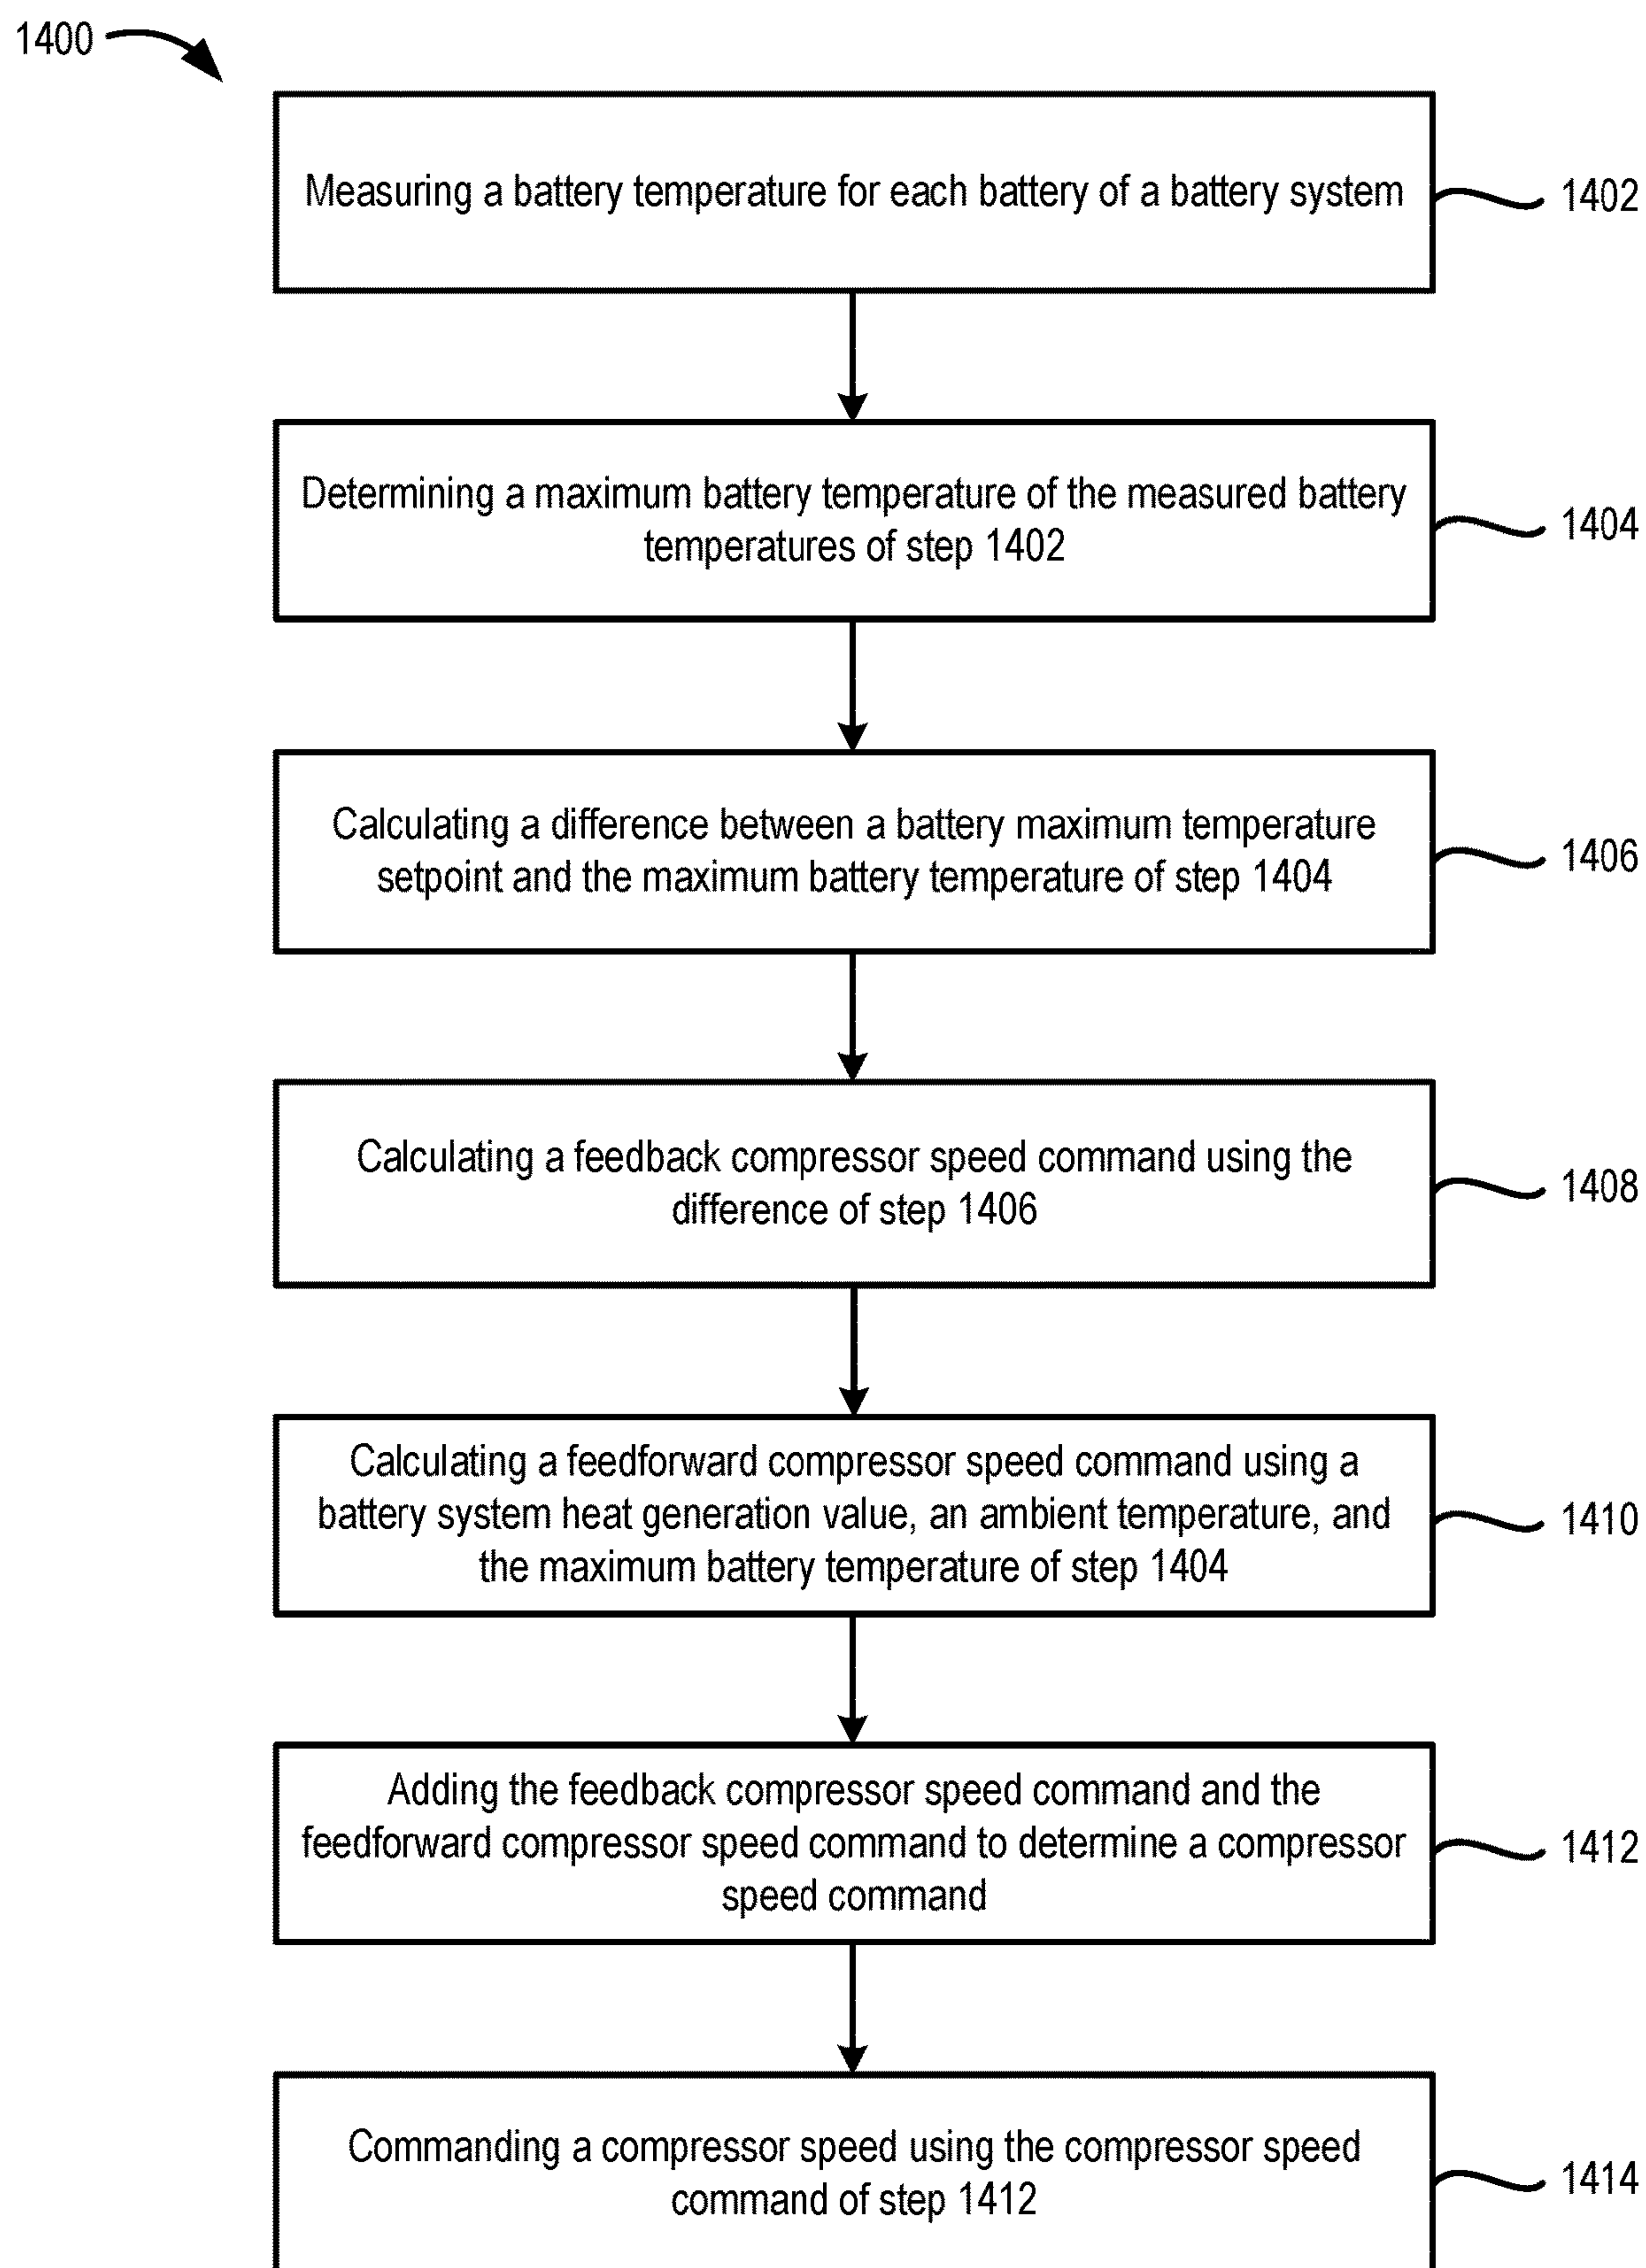 1400
Measuring a battery temperature for each battery of a battery system
1402
Determining a maximum battery temperature of the measured battery
temperatures of step 1402
1404
Calculating a difference between a battery maximum temperature
setpoint and the maximum battery temperature of step 1404
1406
Calculating a feedback compressor speed command using the
difference of step 1406
1408
Calculating a feedforward compressor speed command using a
battery system heat generation value, an ambient temperature, and
the maximum battery temperature of step 1404
1410
Adding the feedback compressor speed command and the
feedforward compressor speed command to determine a compressor
speed command
1412
Commanding a compressor speed using the compressor speed
command of step 1412
1414